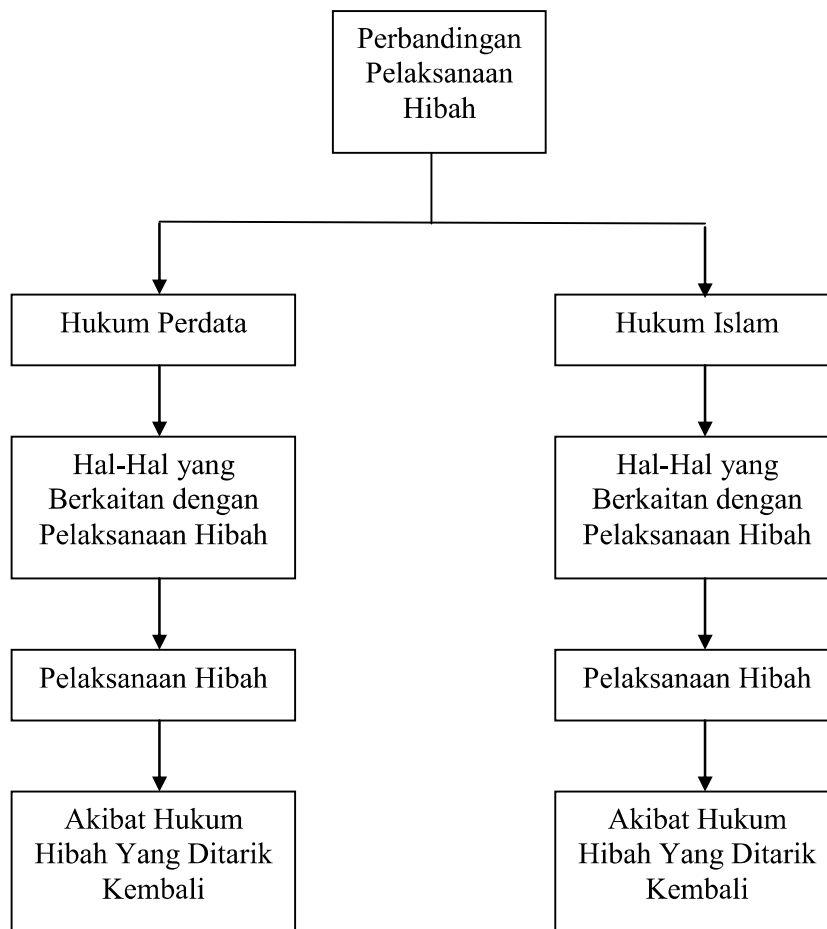 Perbandingan
Pelaksanaan
Hibah
Hukum Perdata
Hukum Islam
Hal-Hal yang
Berkaitan dengan
Pelaksanaan Hibah
Hal-Hal yang
Berkaitan dengan
Pelaksanaan Hibah
Pelaksanaan Hibah
Pelaksanaan Hibah
Akibat Hukum
Hibah Yang Ditarik
Kembali
Akibat Hukum
Hibah Yang Ditarik
Kembali